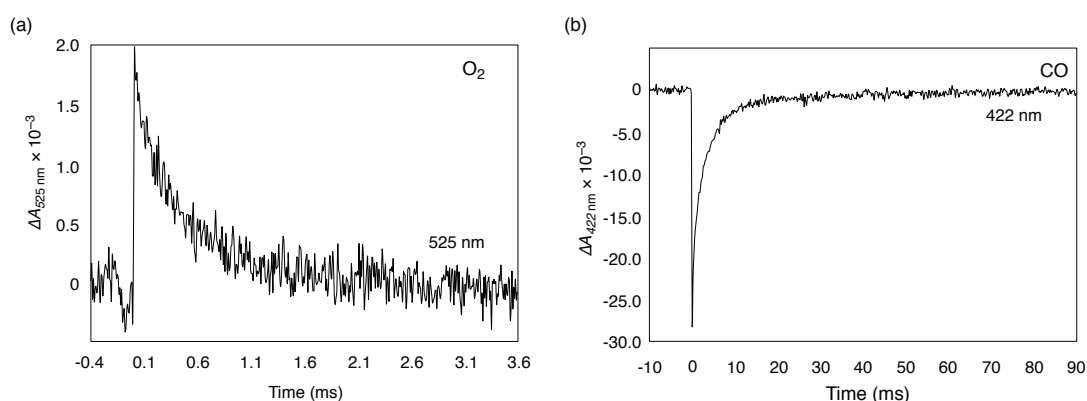 (a)
2.0
1.5
1.0
0.5
0
ΔA525 nm × 10–3
O2
525 nm
-0.4 0.1 0.6 1.1 1.6 2.1 2.6 3.1 3.6
Time (ms)
(b)
0
-5.0
-10.0
-15.0
-20.0
-25.0
-30.0
ΔA422 nm × 10–3
CO
422 nm
-10 0 10 20 30 40 50 60 70 80 90
Time (ms)